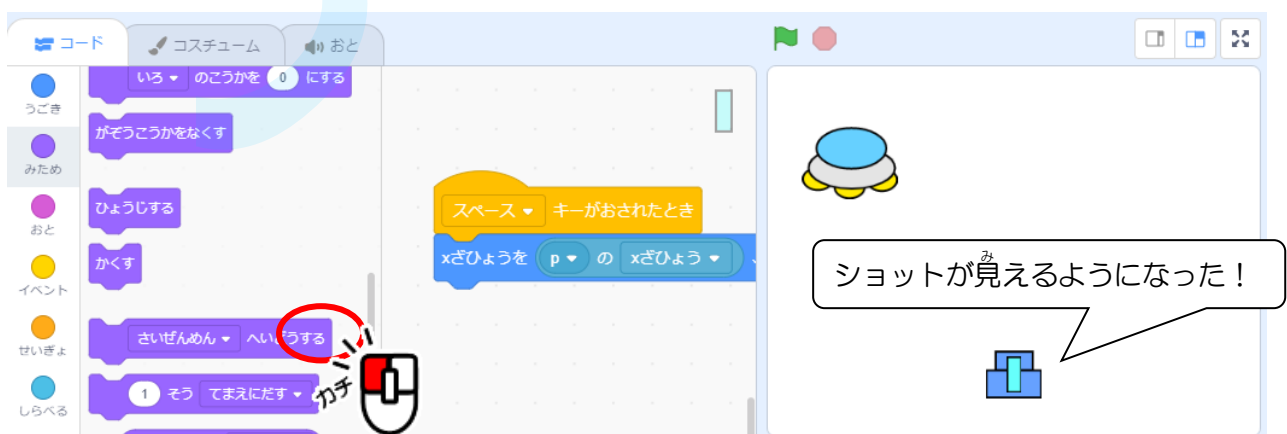 コード
コスチューム
おと
うごき
みため
おと
イベント
せいぎょ
しらべる
いろ のこうかを 0 にする
がぞうこうかをなくす
ひょうじする
かくす
さいぜんめん へいどうする
1 そう てまえにだす
カチ
スペース キーがおされたとき
xざひょうを p の xざひょう
み
ショットが見えるようになった！